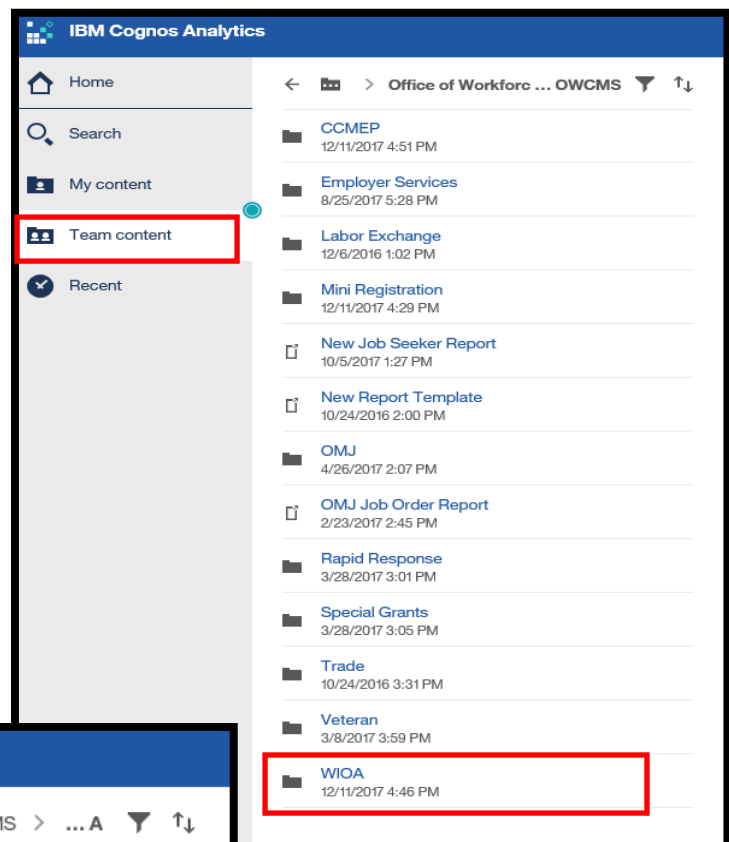 IBM Cognos Analytics
Home
Search
My content
Team content
Recent
Office of Workforc ... OWCMS
CCMEP
12/11/2017 4:51 PM
Employer Services
8/25/2017 5:28 PM
Labor Exchange
12/6/2016 1:02 PM
Mini Registration
12/11/2017 4:29 PM
New Job Seeker Report
10/5/2017 1:27 PM
New Report Template
10/24/2016 2:00 PM
OMJ
4/26/2017 2:07 PM
OMJ Job Order Report
2/23/2017 2:45 PM
Rapid Response
3/28/2017 3:01 PM
Special Grants
3/28/2017 3:05 PM
Trade
10/24/2016 3:31 PM
Veteran
3/8/2017 3:59 PM
WIOA
12/11/2017 4:46 PM
MS > ... A